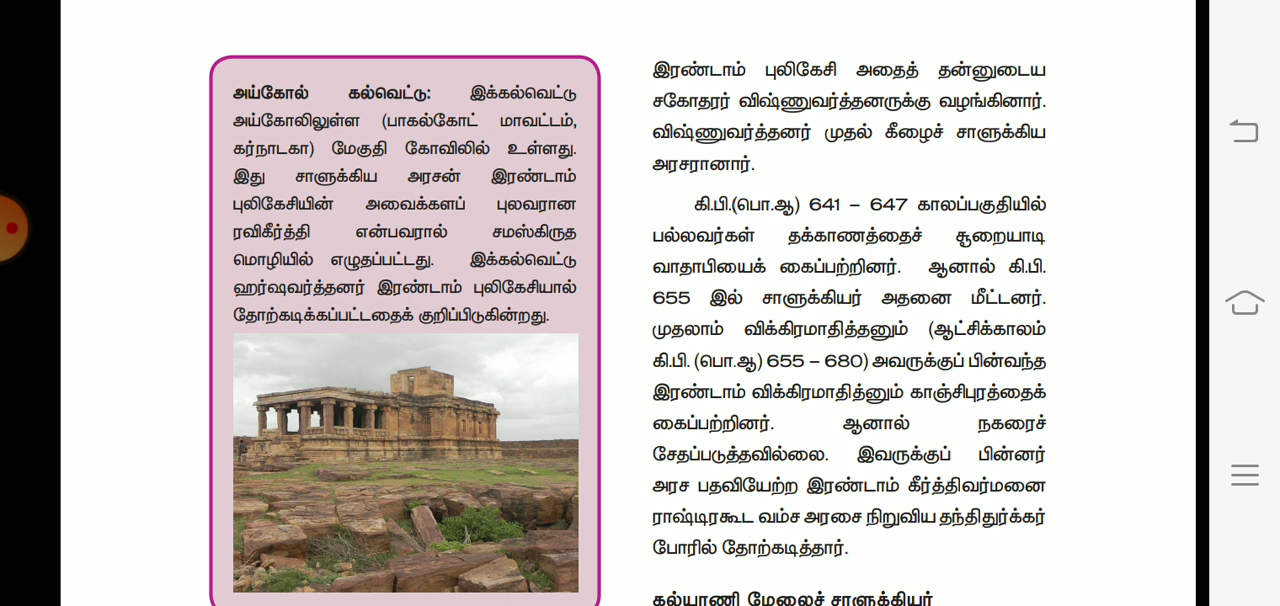 அய்கோல் கல்வெட்டு: இக்கல்வெட்டு
அய்கோலிலுள்ள (பாகல்கோட் மாவட்டம்,
கர்நாடகா) மேகுதி கோவிலில் உள்ளது.
இது சாளுக்கிய அரசன் இரண்டாம்
புலிகேசியின் அவைக்களப் புலவரான
ரவிகீர்த்தி என்பவரால் சமஸ்கிருத
மொழியில் எழுதப்பட்டது. இக்கல்வெட்டு
ஹர்ஷவர்த்தனர் இரண்டாம் புலிகேசியால்
தோற்கடிக்கப்பட்டதைக் குறிப்பிடுகின்றது.
இரண்டாம் புலிகேசி அதைத் தன்னுடைய
சகோதரர் விஷ்ணுவர்த்தனருக்கு வழங்கினார்.
விஷ்ணுவர்த்தனர் முதல் கீழைச் சாளுக்கிய
அரசரானார்.
கி.பி.(பொ.ஆ) 641 – 647 காலப்பகுதியில்
பல்லவர்கள் தக்காணத்தைச் சூறையாடி
வாதாபியைக் கைப்பற்றினர். ஆனால் கி.பி.
655 இல் சாளுக்கியர் அதனை மீட்டனர்.
முதலாம் விக்கிரமாதித்தனும் (ஆட்சிக்காலம்
கி.பி. (பொ.ஆ) 655 – 680) அவருக்குப் பின்வந்த
இரண்டாம் விக்கிரமாதித்னும் காஞ்சிபுரத்தைக்
கைப்பற்றினர். ஆனால் நகரைச்
சேதப்படுத்தவில்லை. இவருக்குப் பின்னர்
அரச பதவியேற்ற இரண்டாம் கீர்த்திவர்மனை
ராஷ்டிரகூட வம்ச அரசை நிறுவிய தந்திதுர்க்கர்
போரில் தோற்கடித்தார்.
கல்யாணி மேலைச் சாளுக்கியர்